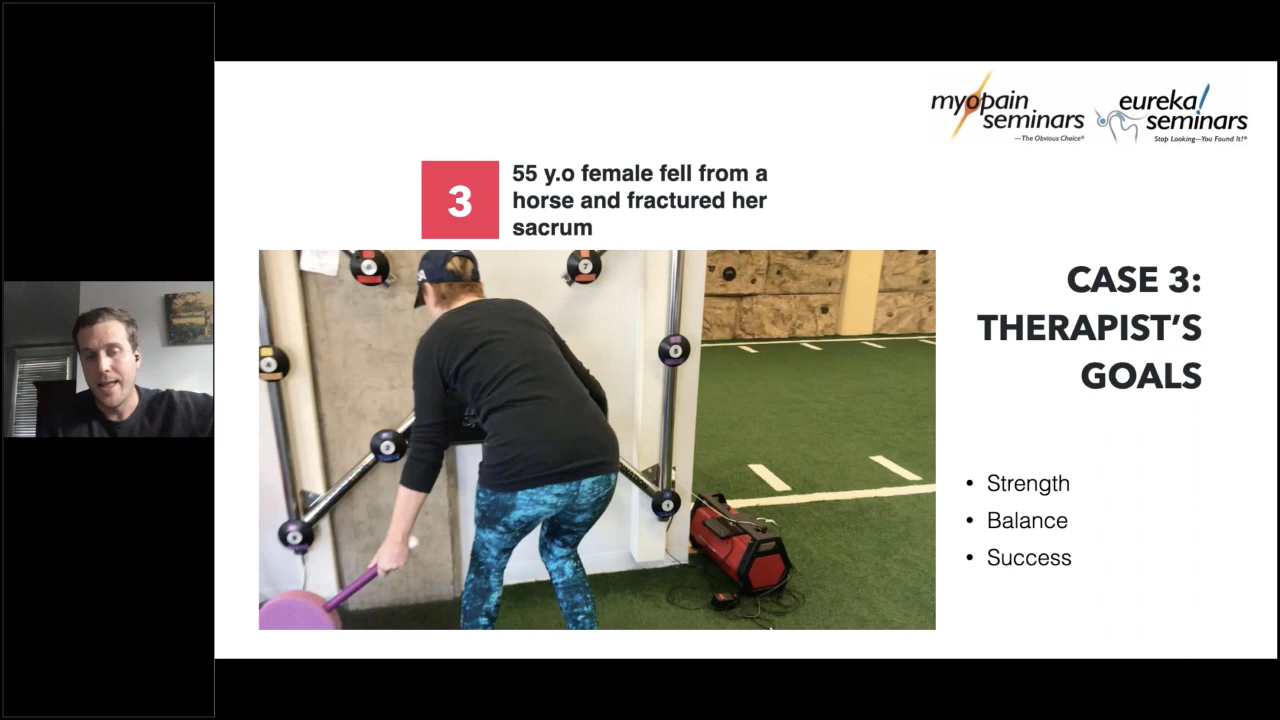 myopain
seminars
—The Obvious Choice®
eureka!
seminars
Stop Looking—You Found It!®
3
55 y.o female fell from a
horse and fractured her
sacrum
CASE 3:
THERAPIST’S
GOALS
• Strength
• Balance
• Success
7